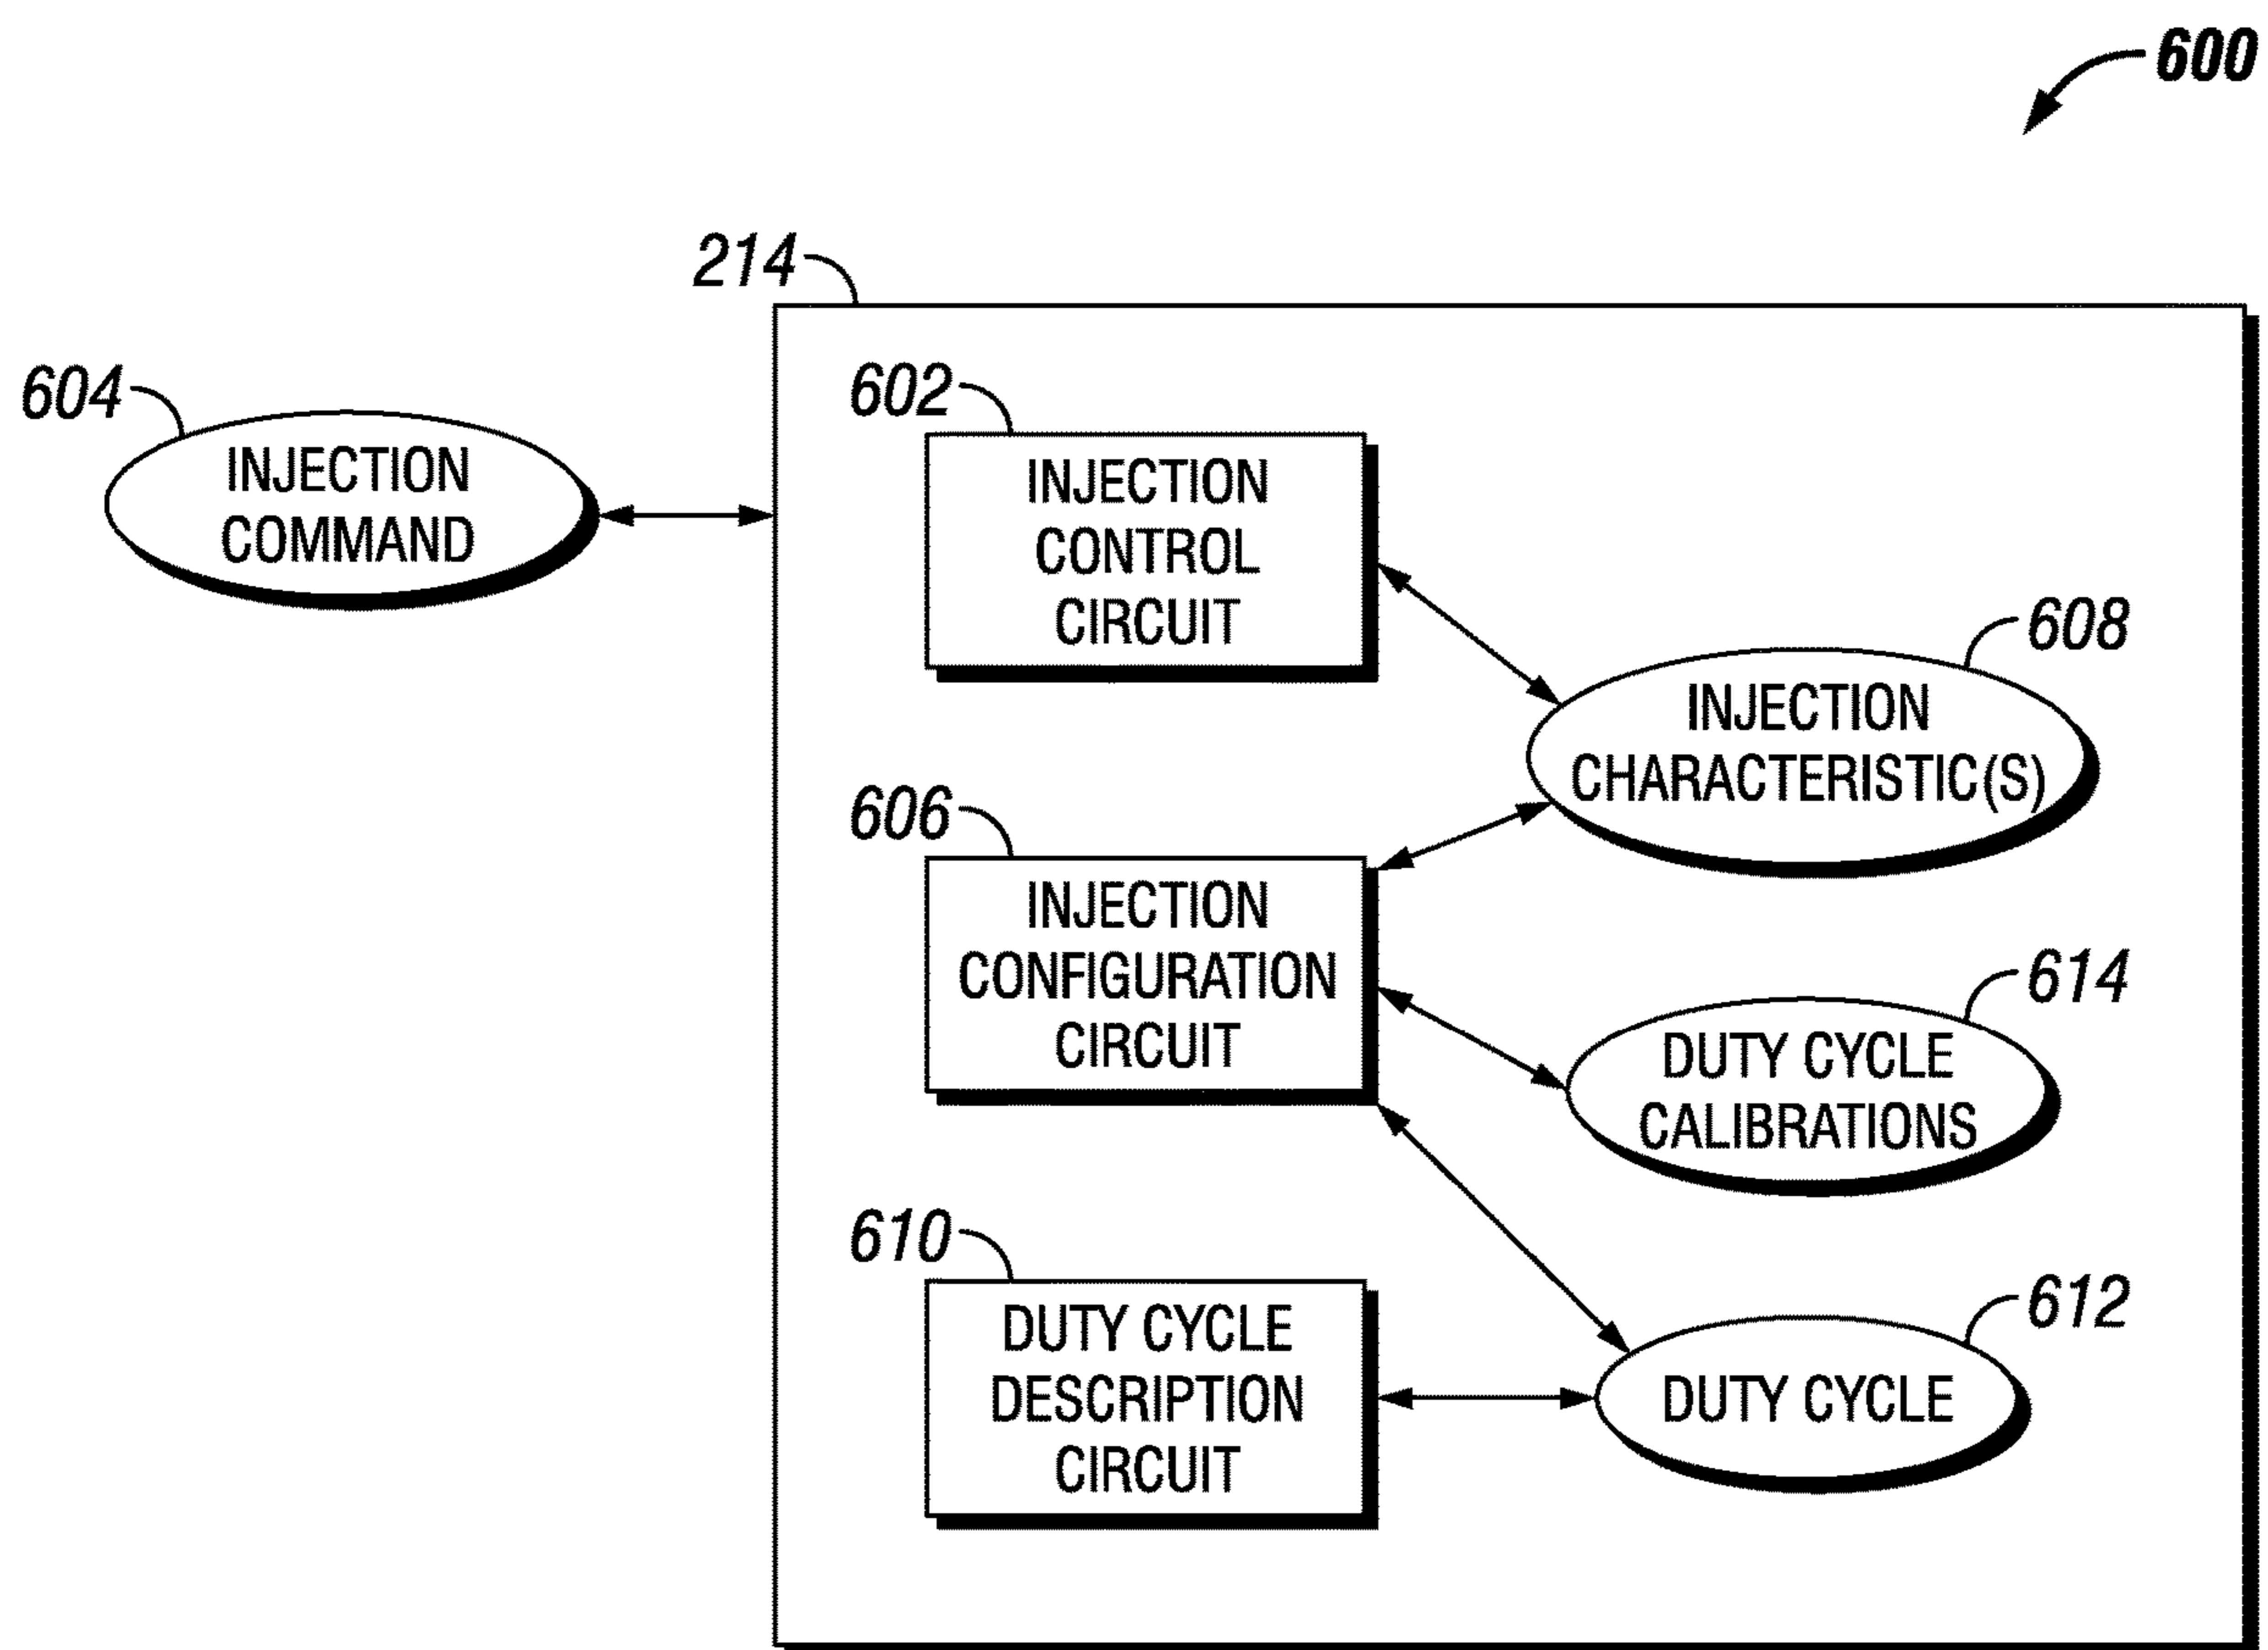 600
214
604
INJECTION
COMMAND
602
INJECTION
CONTROL
CIRCUIT
608
INJECTION
CHARACTERISTIC(S)
606
INJECTION
CONFIGURATION
CIRCUIT
614
DUTY CYCLE
CALIBRATIONS
610
DUTY CYCLE
DESCRIPTION
CIRCUIT
612
DUTY CYCLE